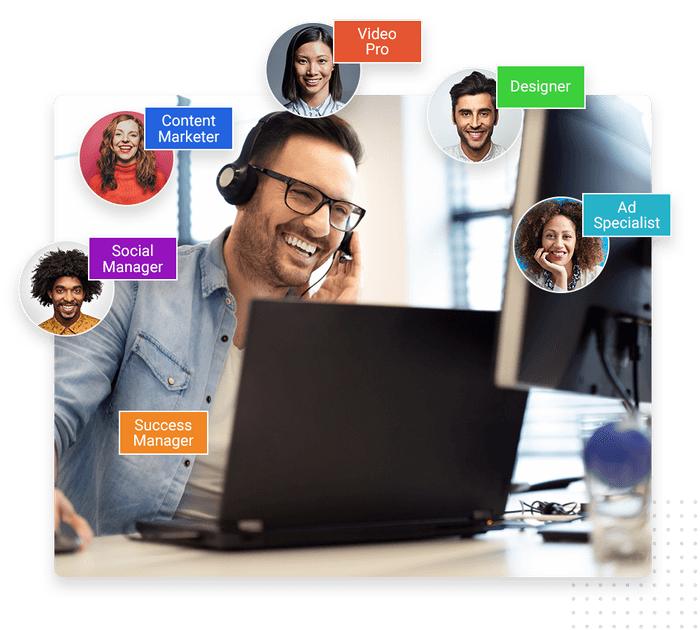 Video
Pro
Designer
Content
Marketer
Ad
Specialist
Social
Manager
Success
Manager